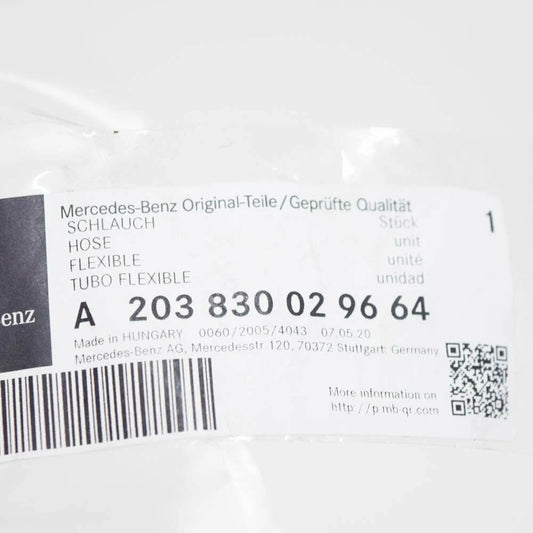 Mercedes-Benz Original-Teile/Geprüfte Qualität
SCHLAUCH Stück 1
HOSE unit
FLEXIBLE unité
TUBO FLEXIBLE unidad
enz
A 203 830 02 96 64
Made in HUNGARY 0060/2005/4043 07.05.20
Mercedes-Benz AG, Mercedesstr. 120, 70372 Stuttgart, Germany
More information on
http://p.mb-qr.com